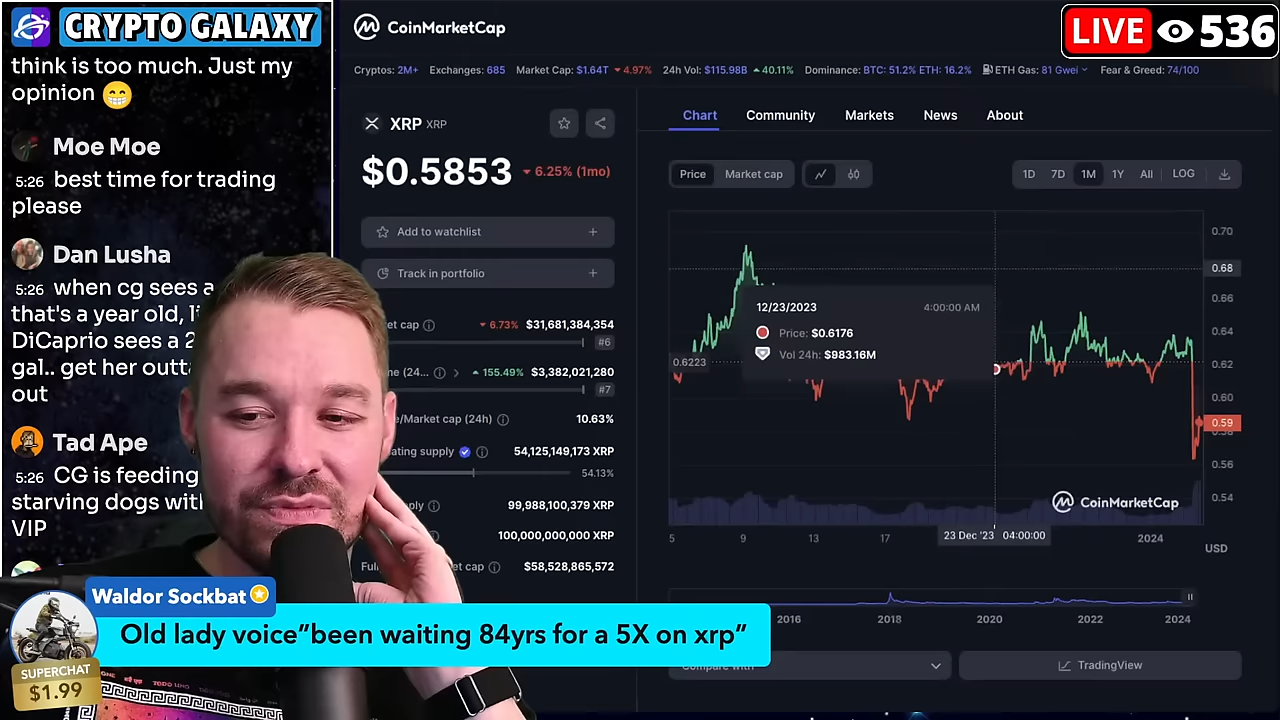 CRYPTO GALAXY
think is too much. Just my
opinion 😁
Moe Moe
5:26 best time for trading
please
Dan Lusha
5:26 when cg sees a
that's a year old,
DiCaprio sees a 2
gal.. get her outta
out
Tad Ape
5:26 CG is feeding
starving dogs with
VIP
LIVE 536
CoinMarketCap
Cryptos: 2M+ Exchanges: 685 Market Cap: $1.64T 4.97% 24h Vol: $115.98B 40.11% Dominance: BTC: 51.2% ETH: 16.2% ETH Gas: 81 Gwei Fear & Greed: 74/100
XRP XRP
$0.5853 6.25% (1mo)
Add to watchlist +
Track in portfolio +
ket cap 6.73% $31,681,384,354
#6
me (24... 155.49% $3,382,021,280
#7
e/Market cap (24h) 10.63%
ating supply 54,125,149,173 XRP
54.13%
ply 99,988,100,379 XRP
100,000,000,000 XRP
et cap $58,528,865,572
Chart Community Markets News About
Price Market cap 1D 7D 1M 1Y All LOG
0.70
0.68
0.66
0.64
0.62
0.60
0.59
0.58
0.56
0.54
0.6223
12/23/2023 4:00:00 AM
Price: $0.6176
Vol 24h: $983.16M
CoinMarketCap
5 9 13 17 23 Dec '23 04:00:00 2024
USD
2016 2018 2020 2022 2024
Compare with TradingView
Waldor Sockbat
Old lady voice”been waiting 84yrs for a 5X on xrp”
SUPERCHAT
$1.99